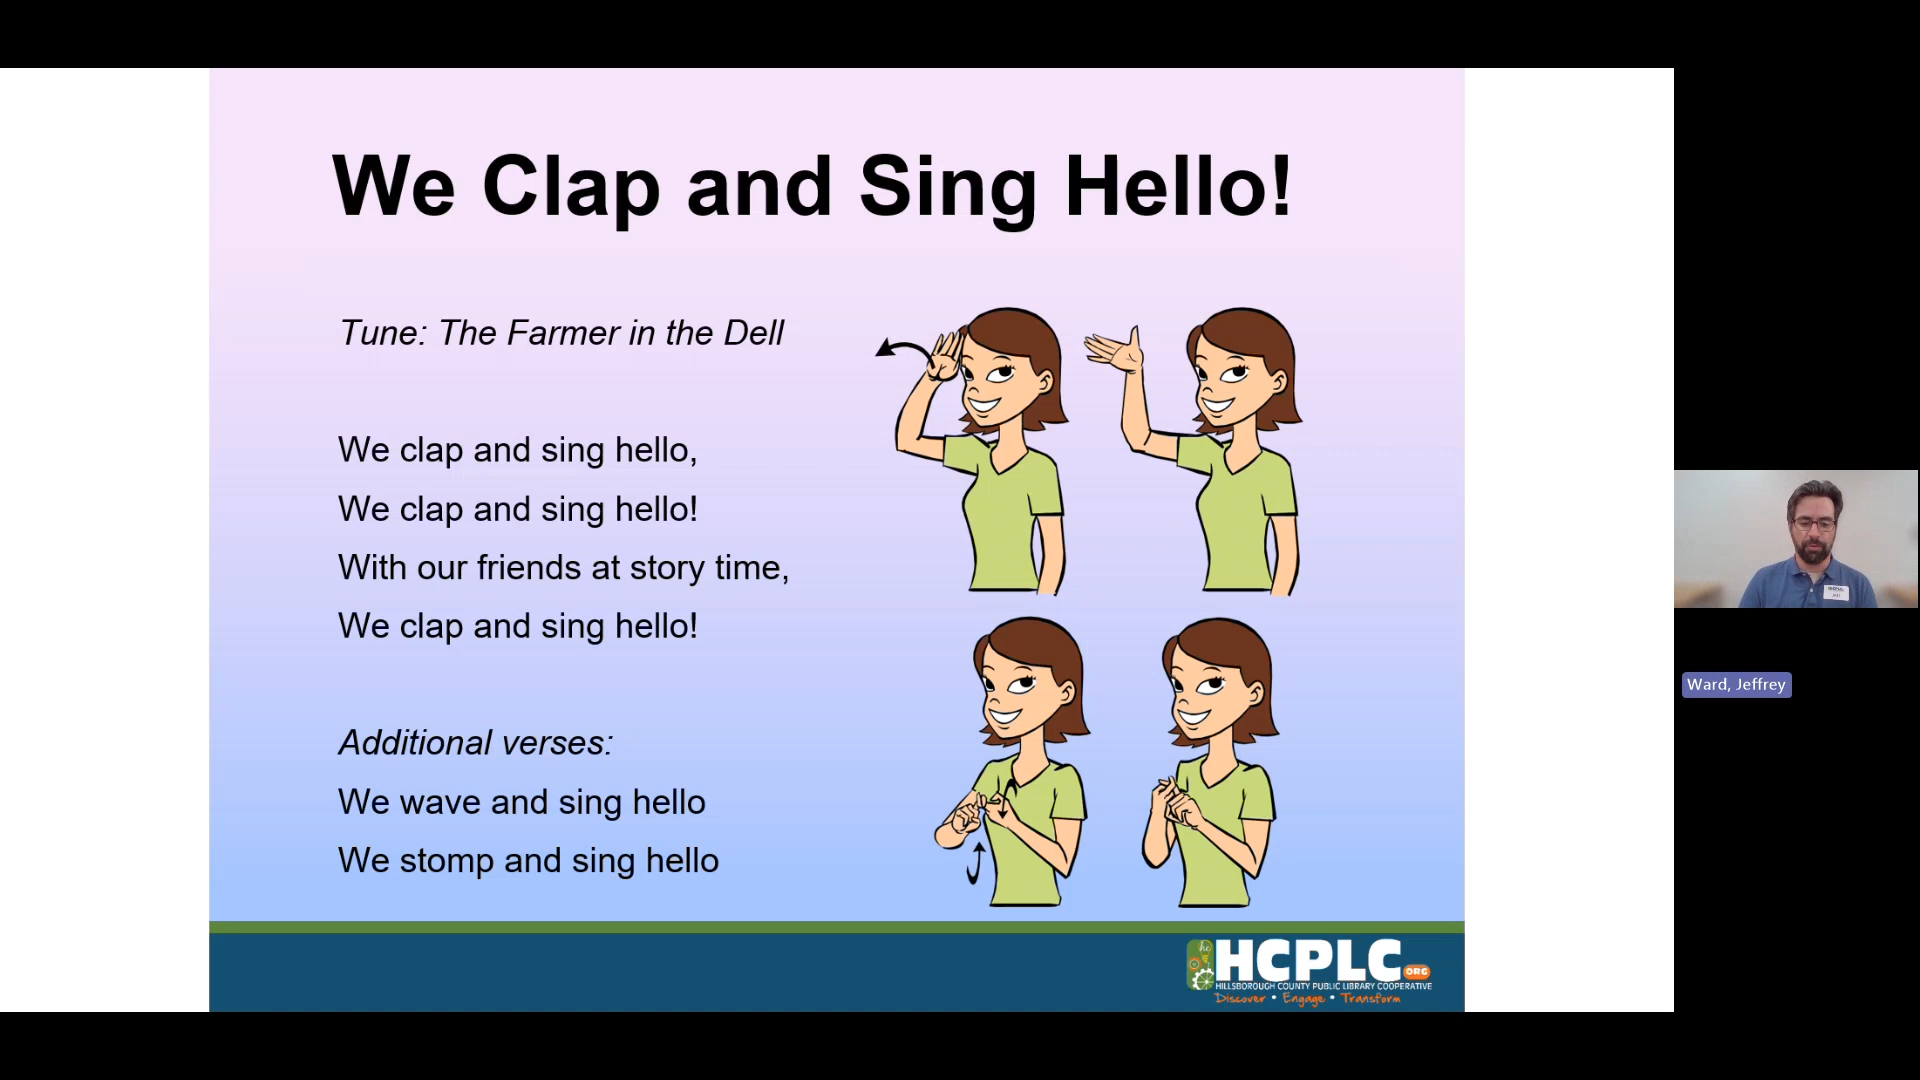 We Clap and Sing Hello!
Tune: The Farmer in the Dell
We clap and sing hello,
We clap and sing hello!
With our friends at story time,
We clap and sing hello!
Additional verses:
We wave and sing hello
We stomp and sing hello
hc
HCPLC ORG
HILLSBOROUGH COUNTY PUBLIC LIBRARY COOPERATIVE
Discover • Engage • Transform
Ward, Jeffrey